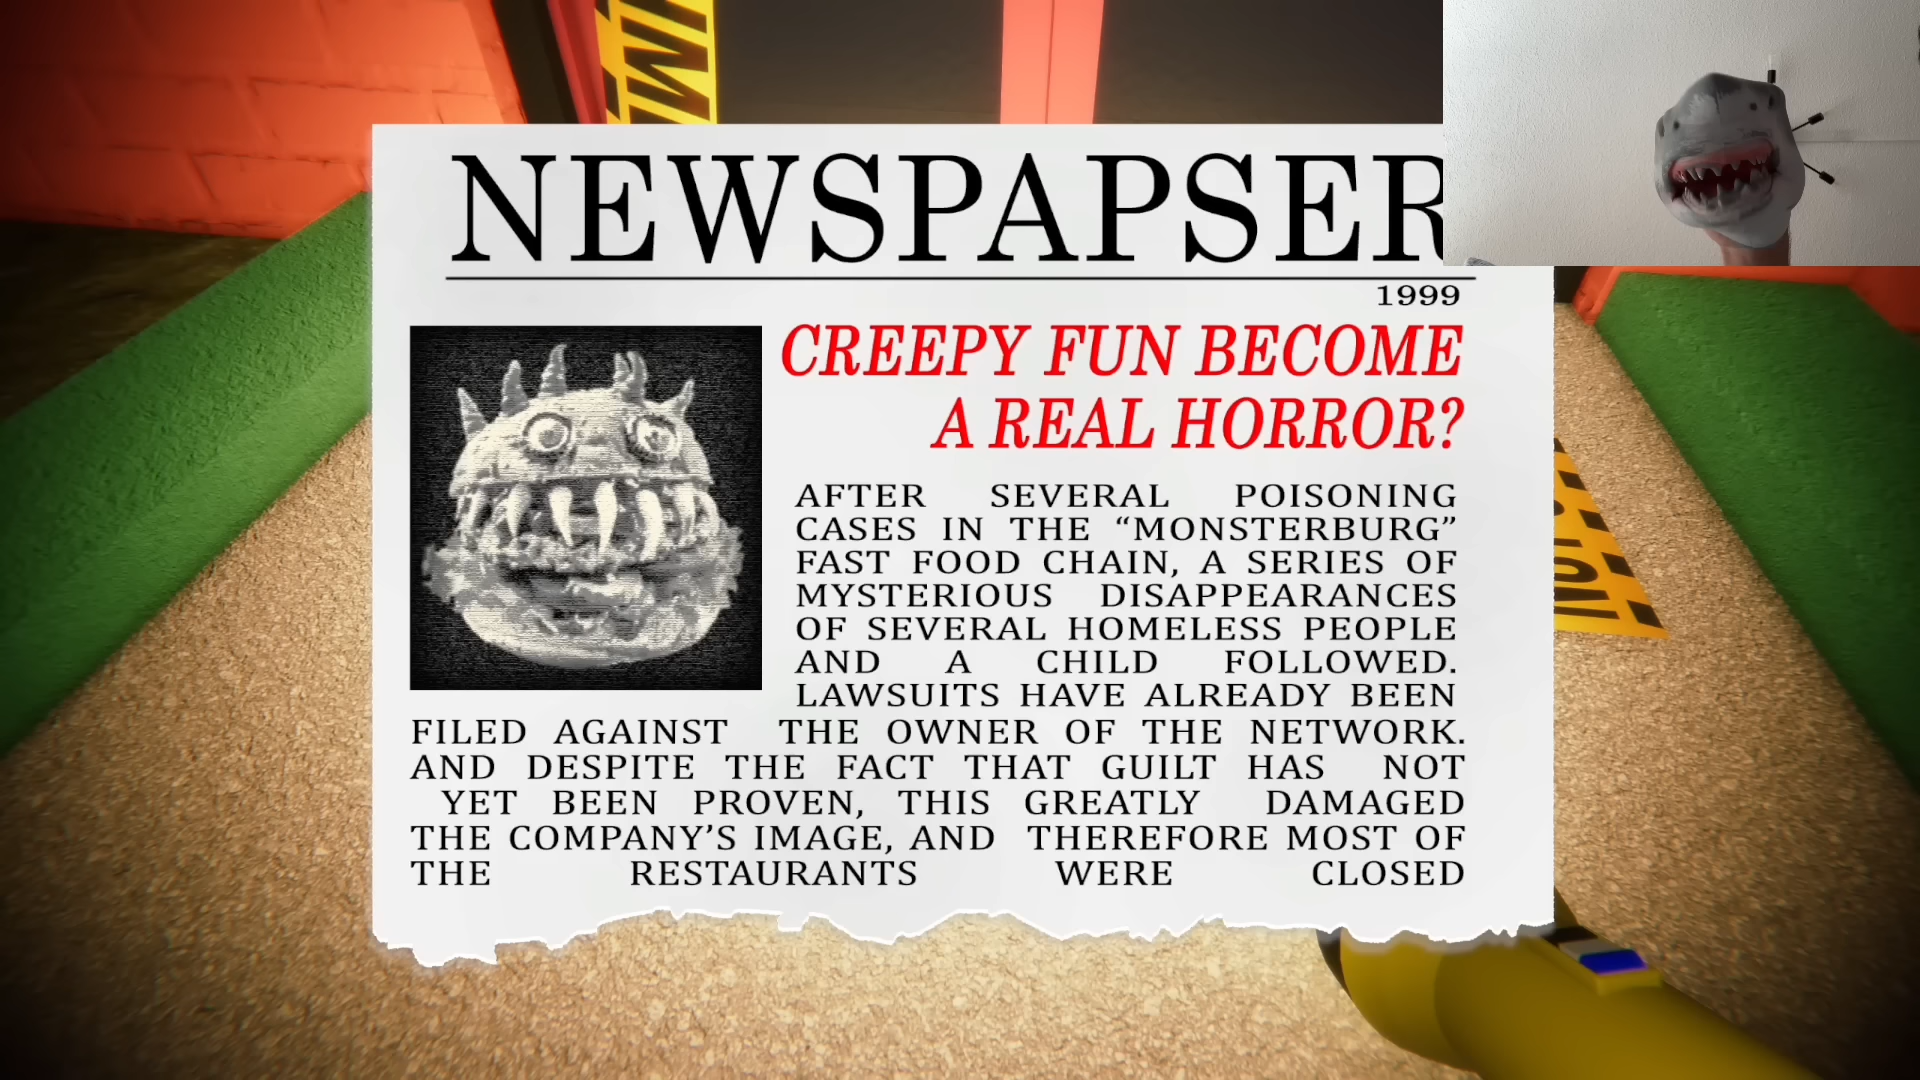 IM
NEWSPAPSER
1999
CREEPY FUN BECOME
A REAL HORROR?
AFTER SEVERAL POISONING
CASES IN THE “MONSTERBURG”
FAST FOOD CHAIN, A SERIES OF
MYSTERIOUS DISAPPEARANCES
OF SEVERAL HOMELESS PEOPLE
AND A CHILD FOLLOWED.
LAWSUITS HAVE ALREADY BEEN
FILED AGAINST THE OWNER OF THE NETWORK.
AND DESPITE THE FACT THAT GUILT HAS NOT
YET BEEN PROVEN, THIS GREATLY DAMAGED
THE COMPANY’S IMAGE, AND THEREFORE MOST OF
THE RESTAURANTS WERE CLOSED
NOT